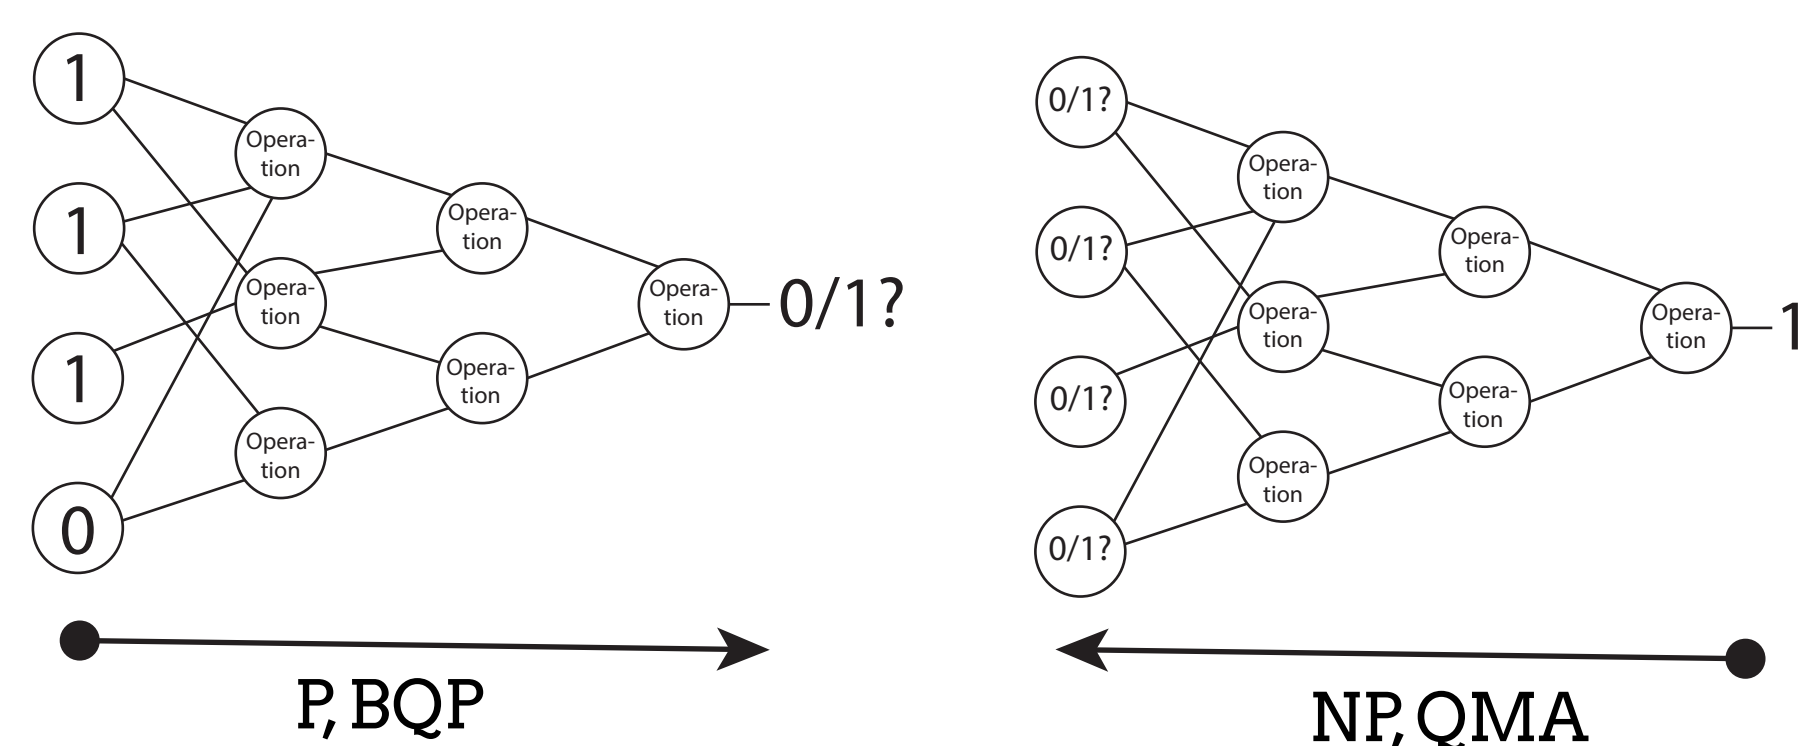 1
1
1
0
Opera-
tion
Opera-
tion
Opera-
tion
Opera-
tion
Opera-
tion
Opera-
tion
0/1?
P, BQP
0/1?
0/1?
0/1?
0/1?
Opera-
tion
Opera-
tion
Opera-
tion
Opera-
tion
Opera-
tion
Opera-
tion
1
NP, QMA